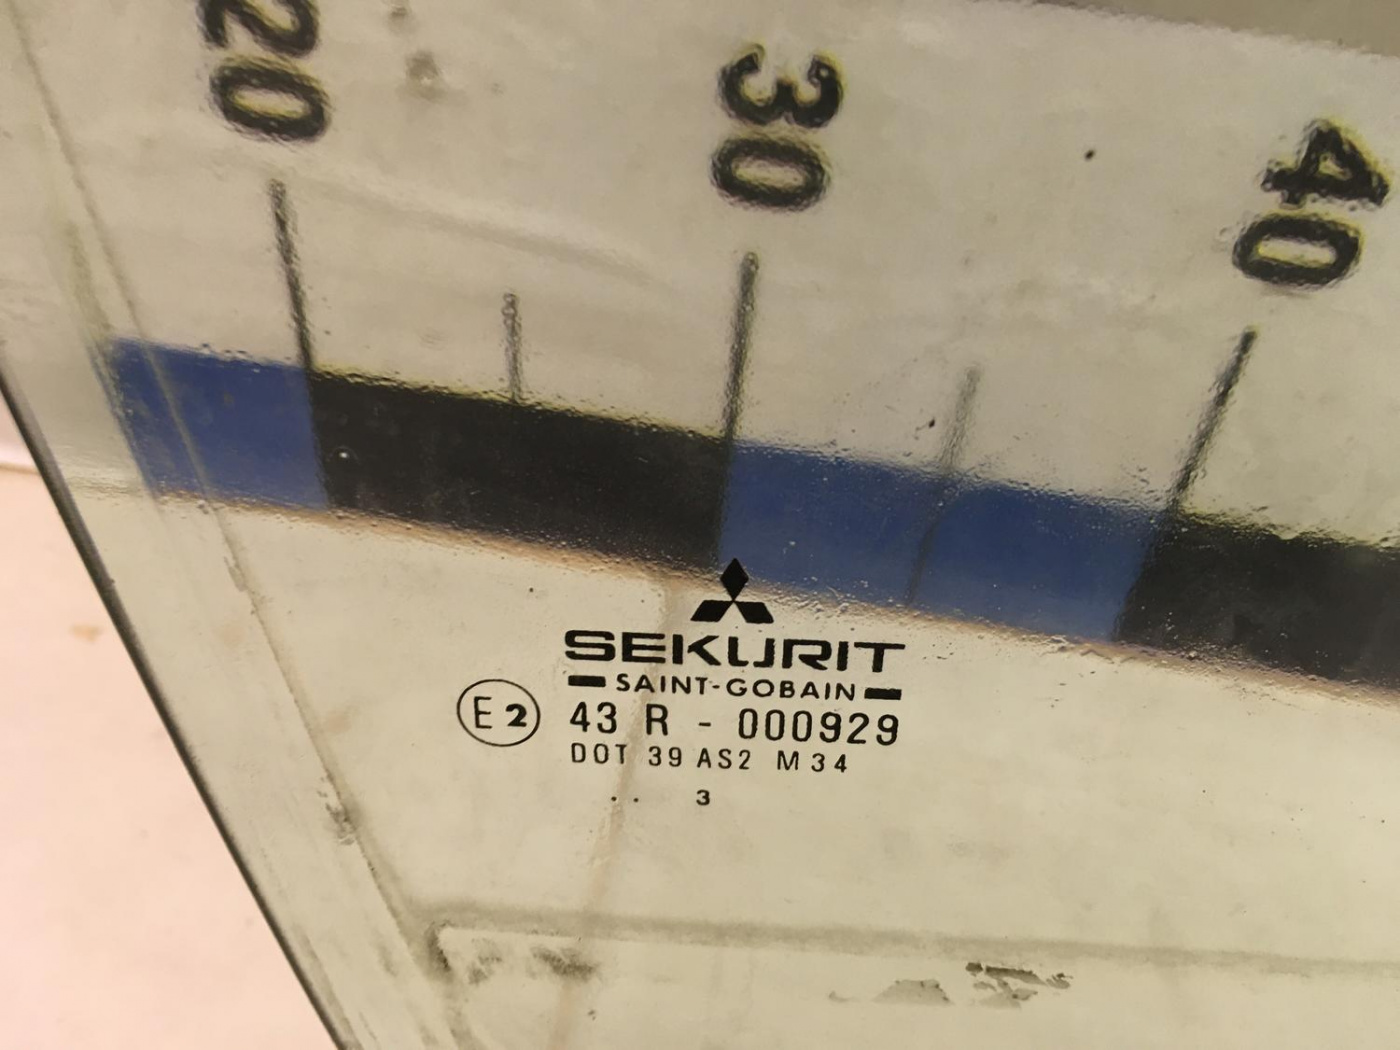 20
30
40
SEKURIT
SAINT-GOBAIN
E2 43 R - 000929
DOT 39 AS2 M34
. . 3